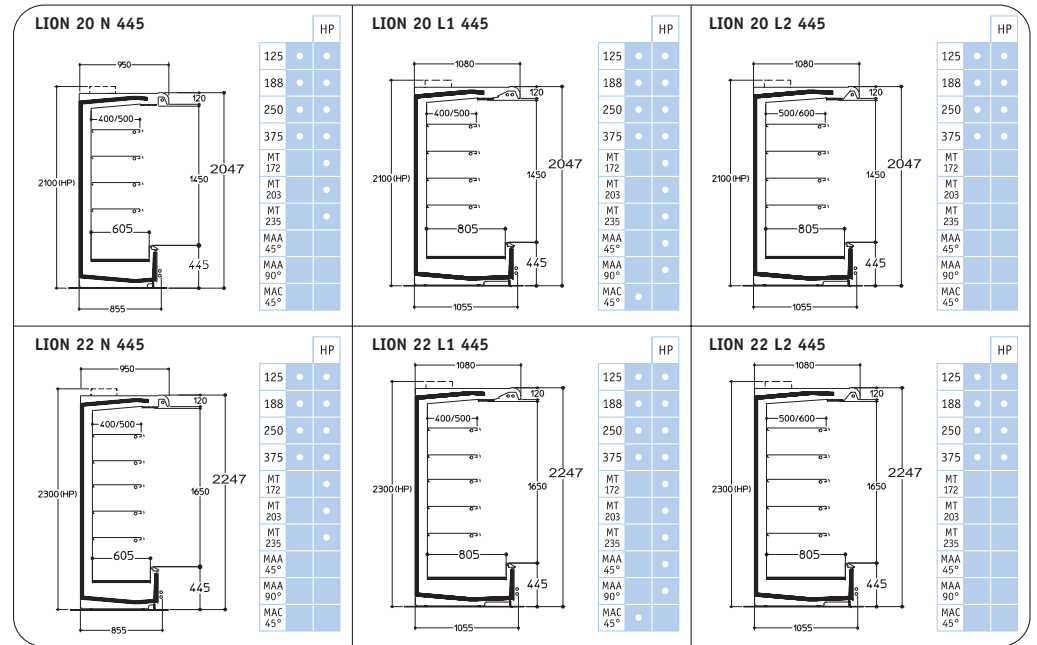 LION 20 N 445
HP
950
125
188
120
250
400/500
375
MT
172
2047
2100(HP)
1450
MT
203
MT
235
605
MAA
45°
445
MAA
90°
MAC
45°
855
LION 20 L1 445
HP
1080
125
188
120
250
400/500
375
MT
172
2047
2100(HP)
1450
MT
203
MT
235
805
MAA
45°
445
MAA
90°
MAC
45°
1055
LION 20 L2 445
HP
1080
125
188
120
250
500/600
375
MT
172
2047
2100(HP)
1450
MT
203
MT
235
805
MAA
45°
445
MAA
90°
MAC
45°
1055
LION 22 N 445
HP
950
125
188
120
250
400/500
375
MT
172
2247
2300(HP)
1650
MT
203
MT
235
605
MAA
45°
445
MAA
90°
MAC
45°
855
LION 22 L1 445
HP
1080
125
188
120
250
400/500
375
MT
172
2247
2300(HP)
1650
MT
203
MT
235
805
MAA
45°
445
MAA
90°
MAC
45°
1055
LION 22 L2 445
HP
1080
125
188
120
250
500/600
375
MT
172
2247
2300(HP)
1650
MT
203
MT
235
805
MAA
45°
445
MAA
90°
MAC
45°
1055